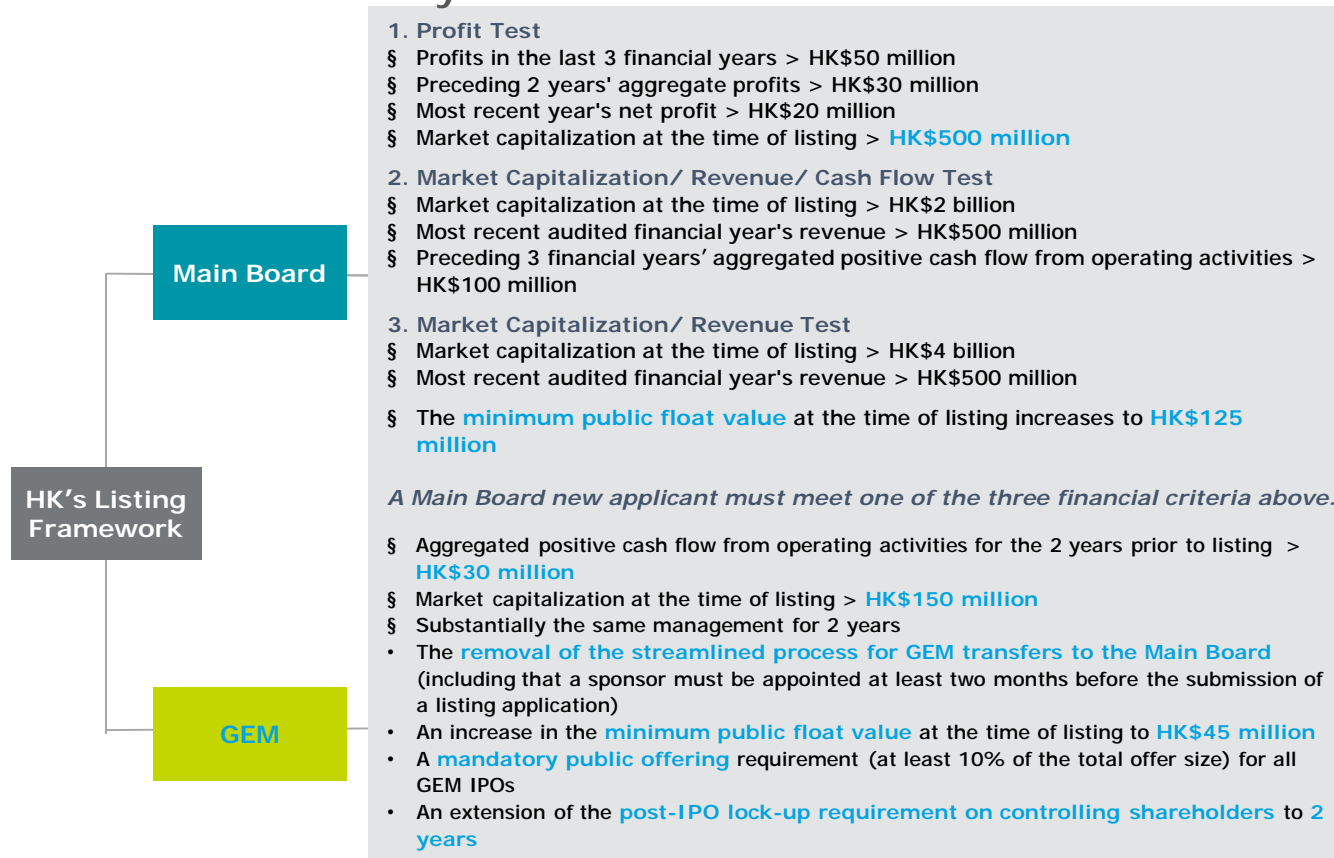 1. Profit Test
§ Profits in the last 3 financial years > HK$50 million
§ Preceding 2 years' aggregate profits > HK$30 million
§ Most recent year's net profit > HK$20 million
§ Market capitalization at the time of listing > HK$500 million
2. Market Capitalization/ Revenue/ Cash Flow Test
§ Market capitalization at the time of listing > HK$2 billion
§ Most recent audited financial year's revenue > HK$500 million
§ Preceding 3 financial years’ aggregated positive cash flow from operating activities >
HK$100 million
3. Market Capitalization/ Revenue Test
§ Market capitalization at the time of listing > HK$4 billion
§ Most recent audited financial year's revenue > HK$500 million
§ The minimum public float value at the time of listing increases to HK$125
million
A Main Board new applicant must meet one of the three financial criteria above.
Main Board
HK’s Listing
Framework
§ Aggregated positive cash flow from operating activities for the 2 years prior to listing >
HK$30 million
§ Market capitalization at the time of listing > HK$150 million
§ Substantially the same management for 2 years
• The removal of the streamlined process for GEM transfers to the Main Board
(including that a sponsor must be appointed at least two months before the submission of
a listing application)
• An increase in the minimum public float value at the time of listing to HK$45 million
• A mandatory public offering requirement (at least 10% of the total offer size) for all
GEM IPOs
• An extension of the post-IPO lock-up requirement on controlling shareholders to 2
years
GEM